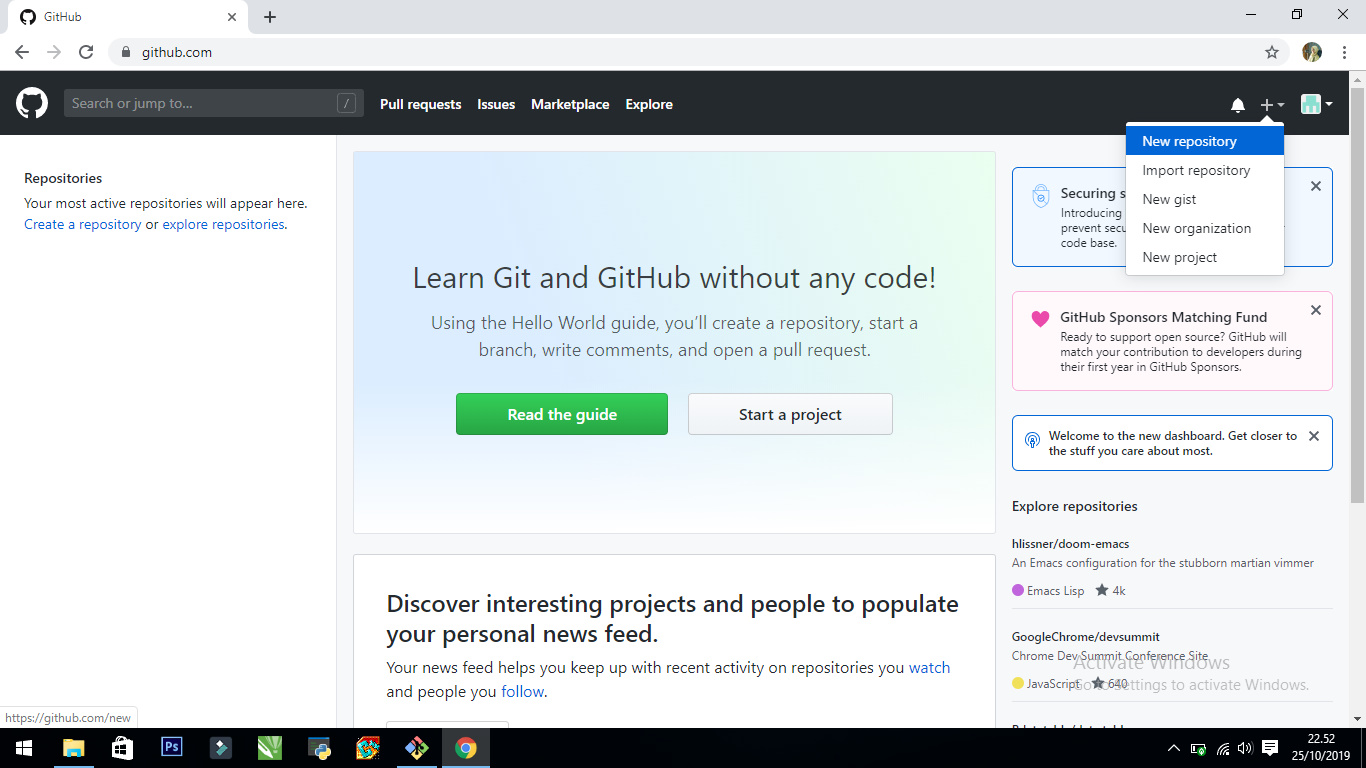 GitHub
github.com
Search or jump to...
/
Pull requests
Issues
Marketplace
Explore
New repository
Import repository
New gist
New organization
New project
Repositories
Your most active repositories will appear here.
Create a repository or explore repositories.
Learn Git and GitHub without any code!
Using the Hello World guide, you’ll create a repository, start a
branch, write comments, and open a pull request.
Read the guide
Start a project
Discover interesting projects and people to populate
your personal news feed.
Your news feed helps you keep up with recent activity on repositories you watch
and people you follow.
Securing
Introducing
prevent
code base.
GitHub Sponsors Matching Fund
Ready to support open source? GitHub will
match your contribution to developers during
their first year in GitHub Sponsors.
Welcome to the new dashboard. Get closer to
the stuff you care about most.
Explore repositories
hlissner/doom-emacs
An Emacs configuration for the stubborn martian vimmer
Emacs Lisp 4k
GoogleChrome/devsummit
Chrome Dev Summit Conference Site
JavaScript 640
Activate Windows
Go to Settings to activate Windows.
https://github.com/new
Ps
22.52
25/10/2019